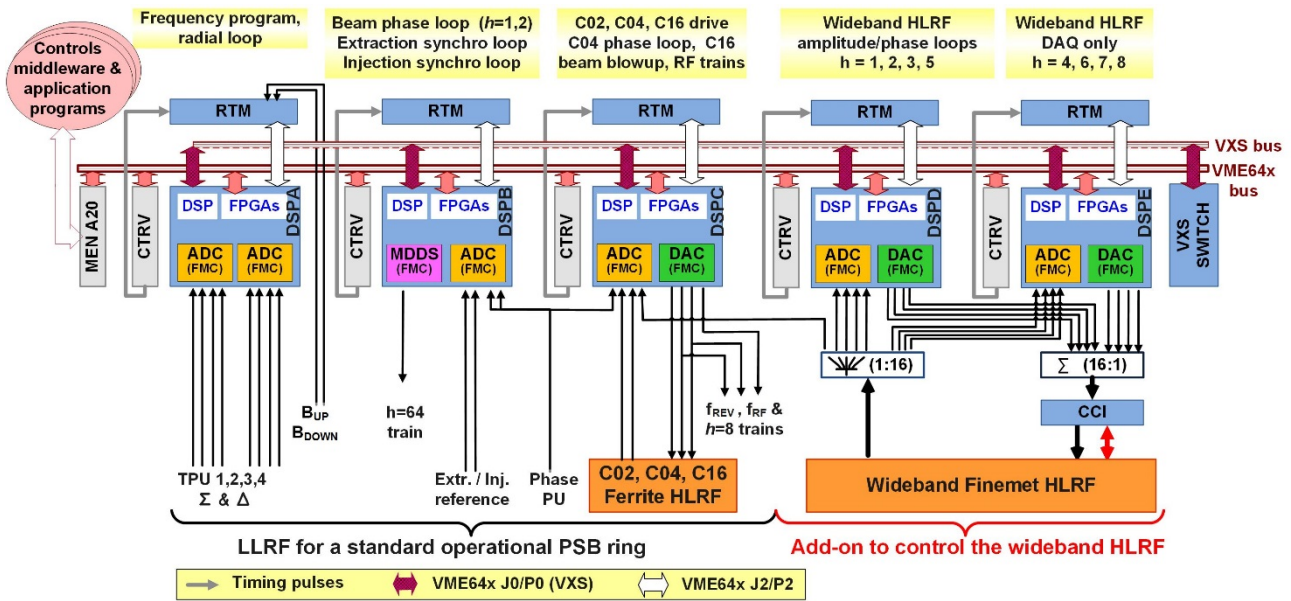 Frequency program,
radial loop
Beam phase loop (h=1,2)
Extraction synchro loop
Injection synchro loop
C02, C04, C16 drive
C04 phase loop, C16
beam blowup, RF trains
Wideband HLRF
amplitude/phase loops
h = 1, 2, 3, 5
Wideband HLRF
DAQ only
h = 4, 6, 7, 8
Controls
middleware &
application
programs
RTM
RTM
RTM
RTM
RTM
VXS bus
VME64x
bus
MEN A20
CTRV
DSP
FPGAs
DSPA
ADC
(FMC)
ADC
(FMC)
CTRV
DSP
FPGAs
DSPB
MDDS
(FMC)
ADC
(FMC)
CTRV
DSP
FPGAs
DSPC
ADC
(FMC)
DAC
(FMC)
CTRV
DSP
FPGAs
DSPD
ADC
(FMC)
DAC
(FMC)
CTRV
DSP
FPGAs
DSPE
ADC
(FMC)
DAC
(FMC)
VXS
SWITCH
(1:16)
Σ (16:1)
CCI
BUP
BDOWN
h=64
train
fREV , fRF &
h=8 trains
TPU 1,2,3,4
Σ & Δ
Extr. / Inj.
reference
Phase
PU
C02, C04, C16
Ferrite HLRF
Wideband Finemet HLRF
LLRF for a standard operational PSB ring
Add-on to control the wideband HLRF
Timing pulses
VME64x J0/P0 (VXS)
VME64x J2/P2